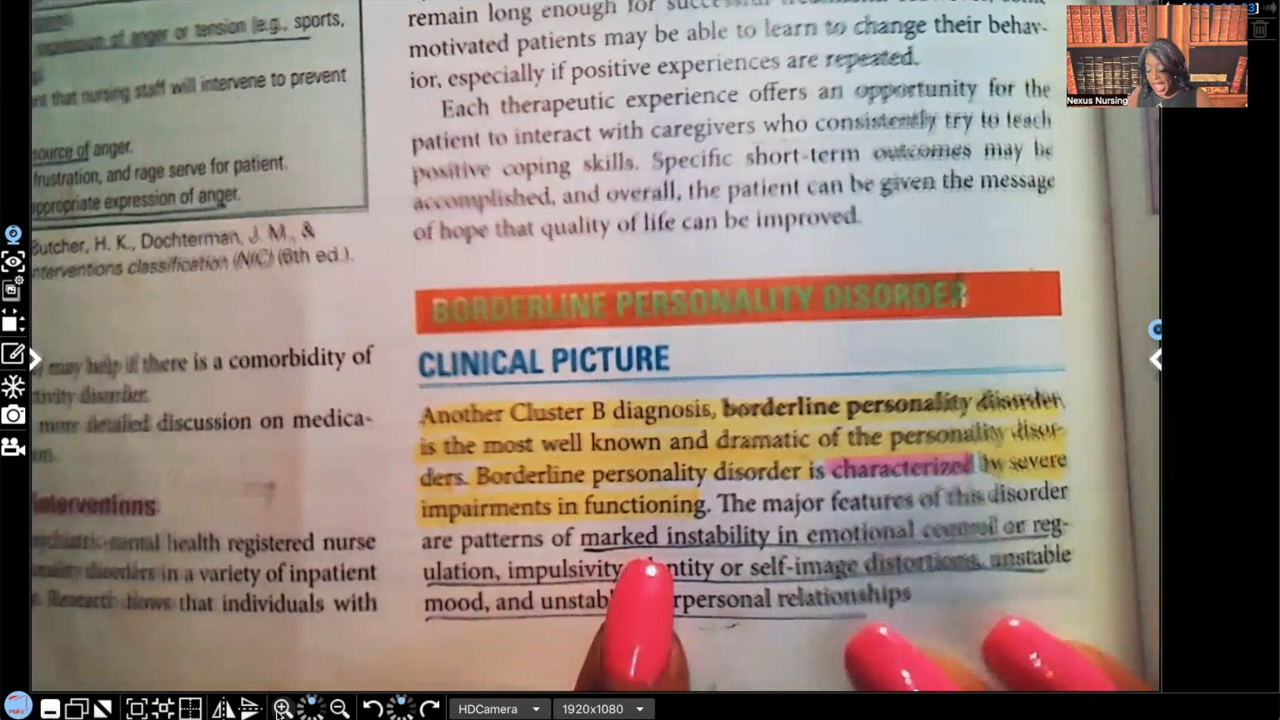 of anger or tension (e.g., sports,
nt that nursing staff will intervene to prevent
source of anger.
frustration, and rage serve for patient.
appropriate expression of anger.
Butcher, H. K., Dochterman, J. M., &
nterventions classification (NIC) (6th ed.).
may help if there is a comorbidity of
tivity disorder.
more detailed discussion on medica-
Interventions
mental health registered nurse
disorders in a variety of inpatient
Research shows that individuals with
remain long enough for
motivated patients may be able to learn to change their behav-
ior, especially if positive experiences are repeated.
Each therapeutic experience offers an opportunity for the
patient to interact with caregivers who consistently try to teach
positive coping skills. Specific short-term outcomes may be
accomplished, and overall, the patient can be given the message
of hope that quality of life can be improved.
BORDERLINE PERSONALITY DISORDER
CLINICAL PICTURE
Another Cluster B diagnosis, borderline personality disorder,
is the most well known and dramatic of the personality disor-
ders. Borderline personality disorder is characterized by severe
impairments in functioning. The major features of this disorder
are patterns of marked instability in emotional control or reg-
ulation, impulsivity, entity or self-image distortions, unstable
mood, and unstab rpersonal relationships
Nexus Nursing
HDCamera
1920x1080